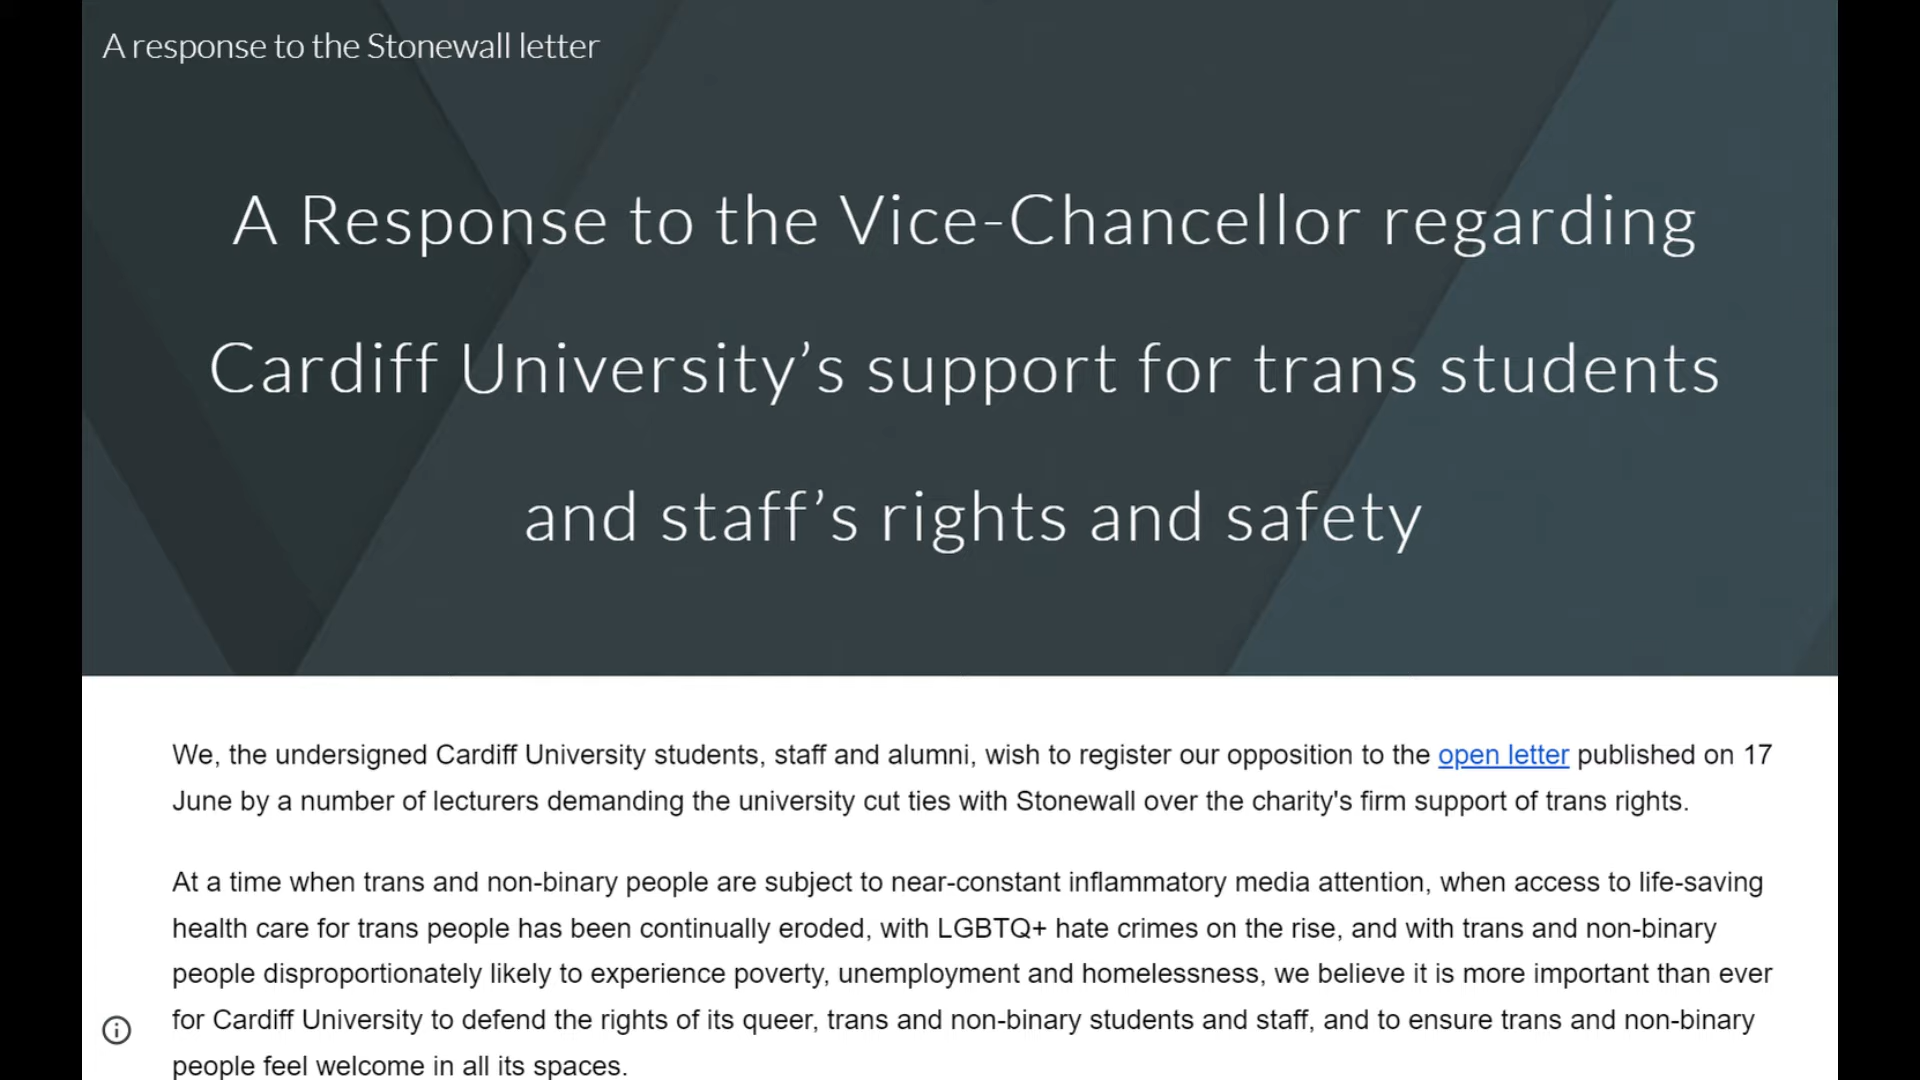 A response to the Stonewall letter
A Response to the Vice-Chancellor regarding
Cardiff University’s support for trans students
and staff’s rights and safety
We, the undersigned Cardiff University students, staff and alumni, wish to register our opposition to the open letter published on 17
June by a number of lecturers demanding the university cut ties with Stonewall over the charity's firm support of trans rights.
At a time when trans and non-binary people are subject to near-constant inflammatory media attention, when access to life-saving
health care for trans people has been continually eroded, with LGBTQ+ hate crimes on the rise, and with trans and non-binary
people disproportionately likely to experience poverty, unemployment and homelessness, we believe it is more important than ever
for Cardiff University to defend the rights of its queer, trans and non-binary students and staff, and to ensure trans and non-binary
people feel welcome in all its spaces.